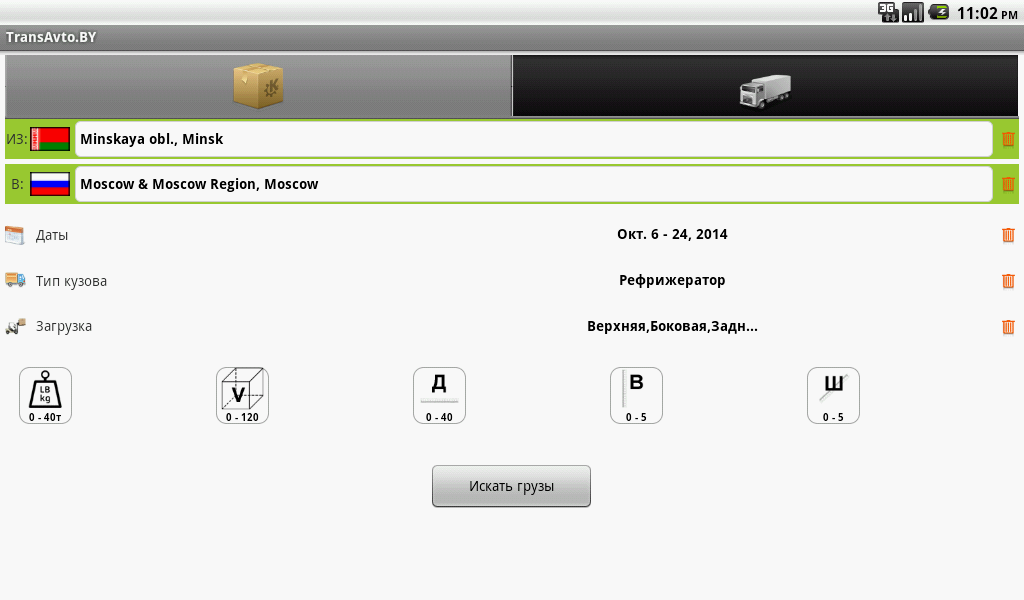 3G 11:02 PM
TransAvto.BY
ИЗ: Minskaya obl., Minsk
В: Moscow & Moscow Region, Moscow
Даты Окт. 6 - 24, 2014
Тип кузова Рефрижератор
Загрузка Верхняя,Боковая,Задн...
LB V Д В Ш
kg
0 - 40т 0 - 120 0 - 40 0 - 5 0 - 5
Искать грузы